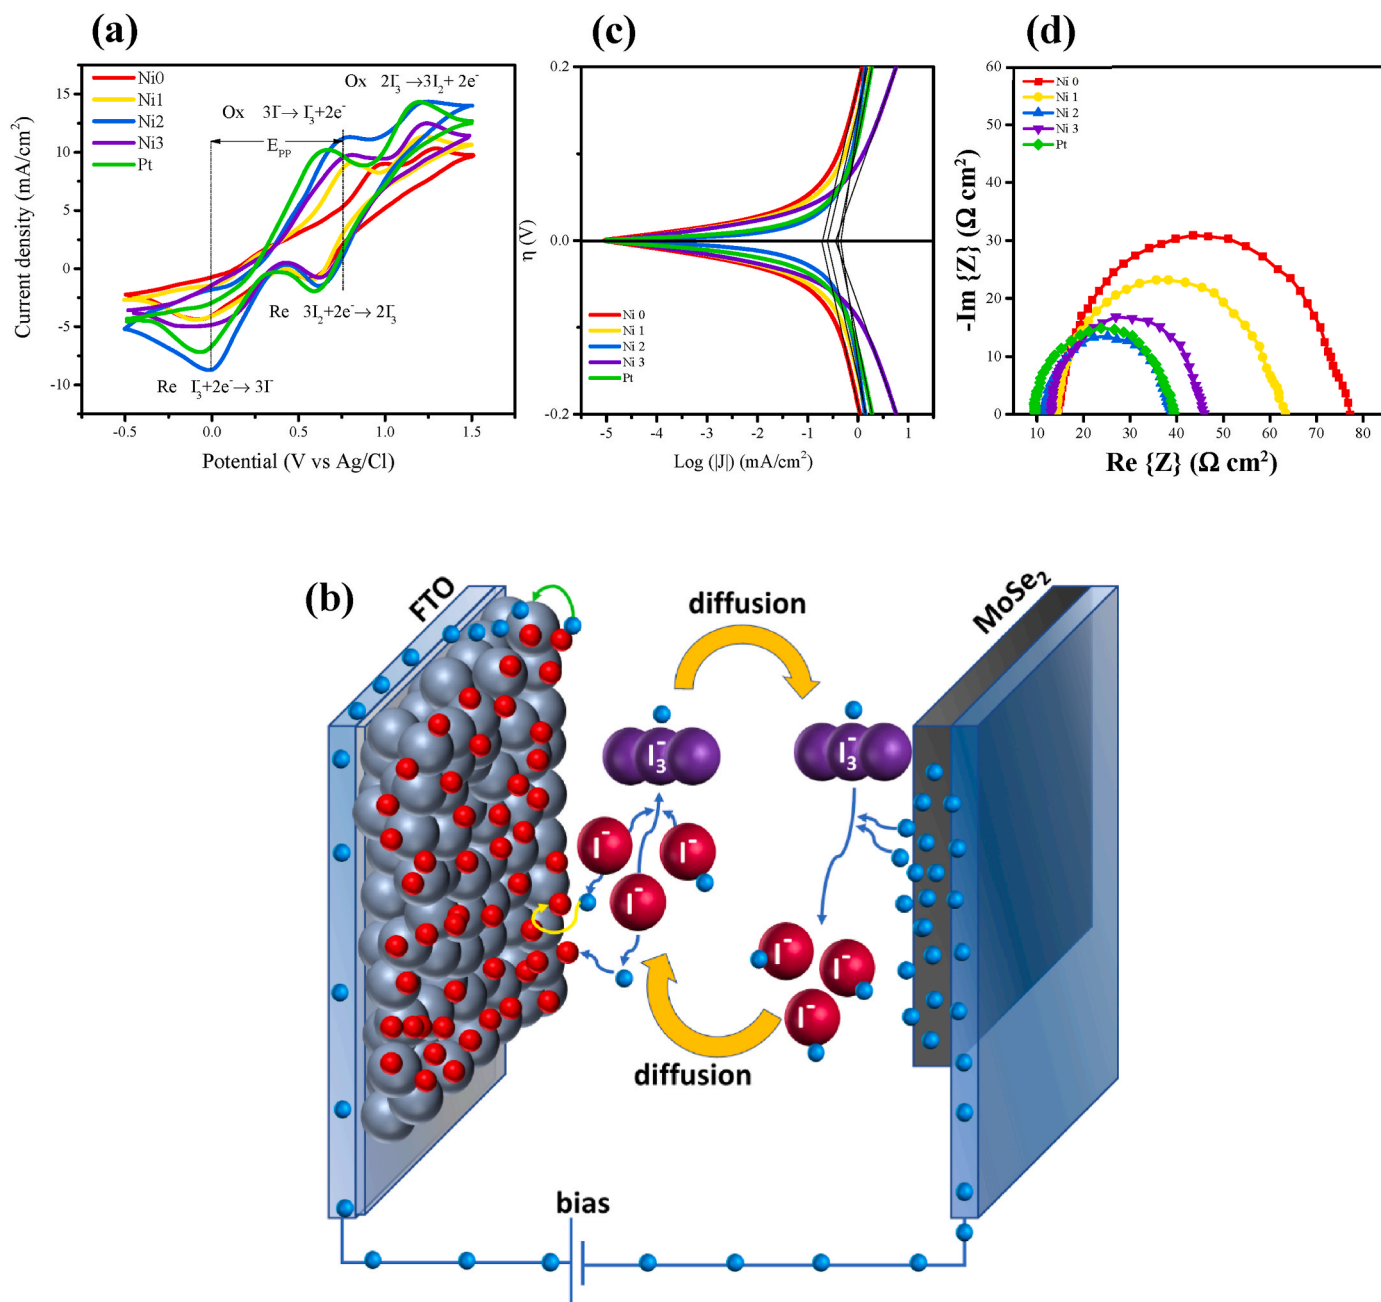 (a)
Ni0
Ni1
Ni2
Ni3
Pt
Ox 2I₃⁻→3I₂+ 2e⁻
Ox 3I⁻→ I₃⁻+2e⁻
E_PP
Re 3I₂+2e⁻→ 2I₃⁻
Re I₃⁻+2e⁻→ 3I⁻
Current density (mA/cm²)
15
10
5
0
-5
-10
-0.5
0.0
0.5
1.0
1.5
Potential (V vs Ag/Cl)
(c)
η (V)
0.2
0.0
-0.2
Ni 0
Ni 1
Ni 2
Ni 3
Pt
-5
-4
-3
-2
-1
0
1
Log (|J|) (mA/cm²)
(d)
Ni 0
Ni 1
Ni 2
Ni 3
Pt
-Im {Z} (Ω cm²)
60
50
40
30
20
10
0
10
20
30
40
50
60
70
80
Re {Z} (Ω cm²)
(b)
FTO
diffusion
MoSe₂
I₃⁻
I₃⁻
I⁻
I⁻
I⁻
I⁻
I⁻
I⁻
diffusion
bias